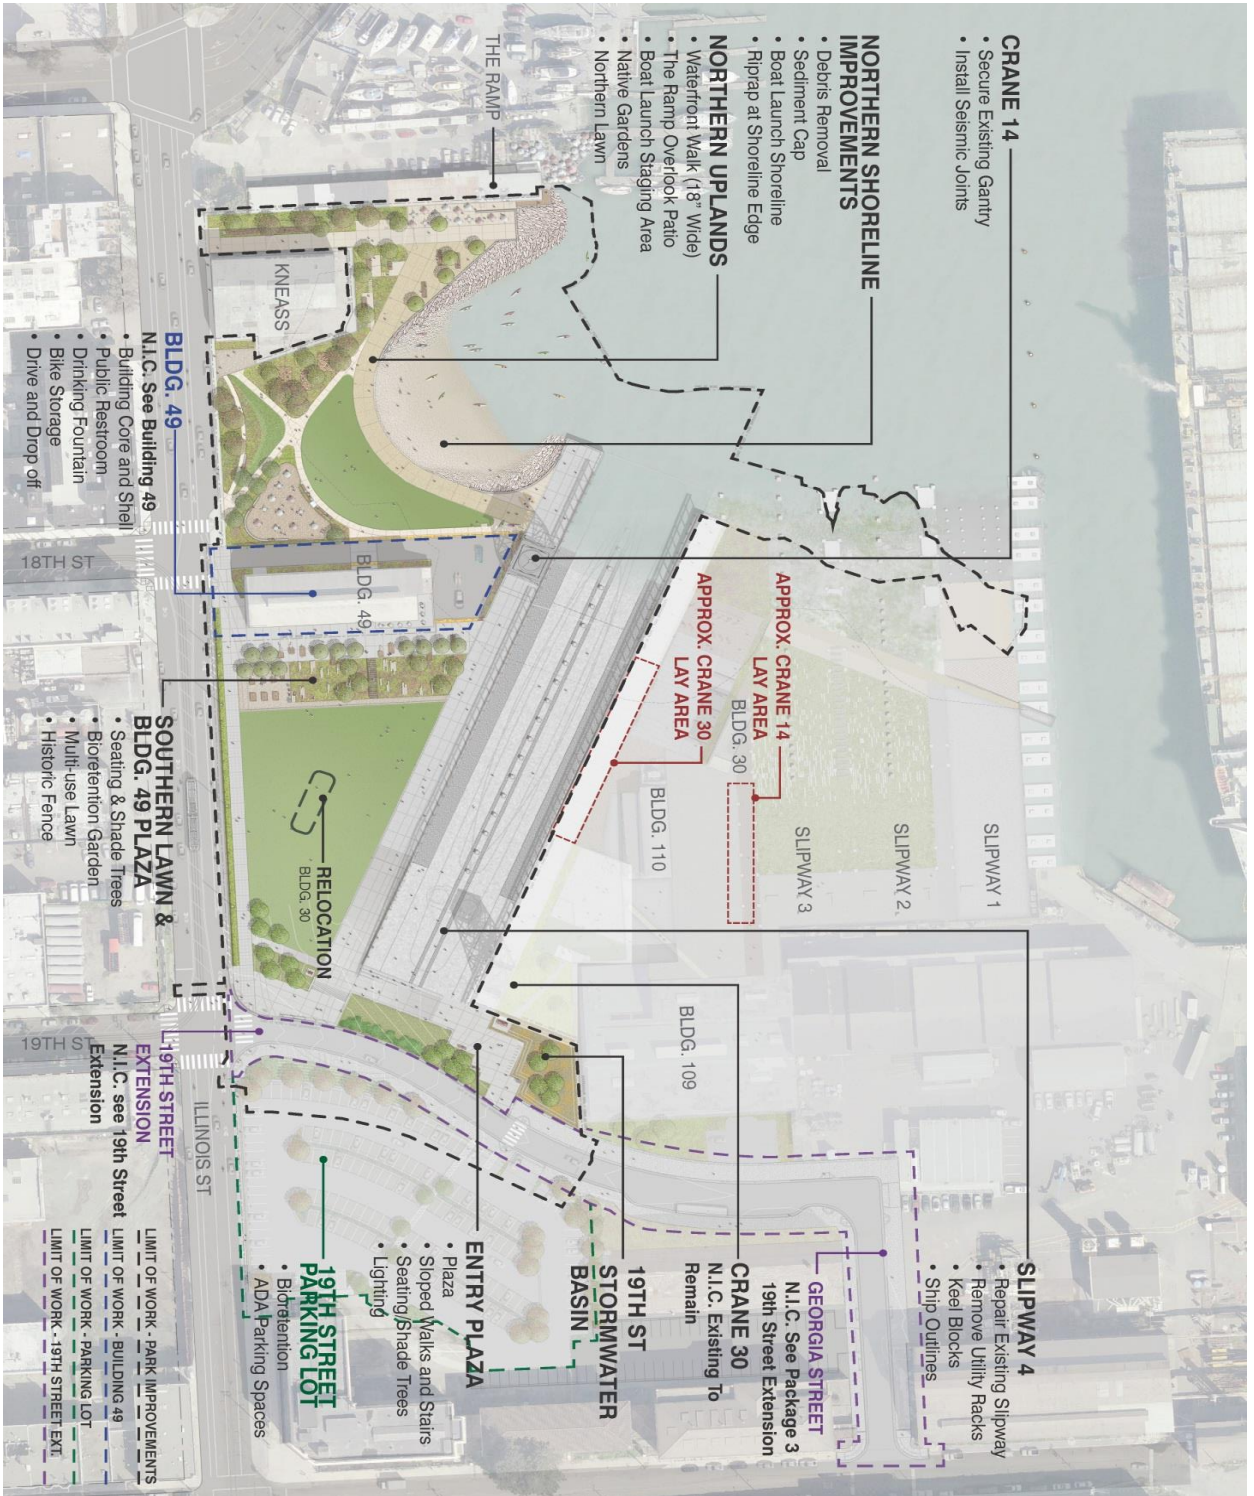 CRANE 14
• Secure Existing Gantry
• Install Seismic Joints
NORTHERN SHORELINE
IMPROVEMENTS
• Debris Removal
• Sediment Cap
• Boat Launch Shoreline
• Riprap at Shoreline Edge
NORTHERN UPLANDS
• Waterfront Walk (18" Wide)
• The Ramp Overlook Patio
• Boat Launch Staging Area
• Native Gardens
• Northern Lawn
THE RAMP
SLIPWAY 4
• Repair Existing Slipway
• Remove Utility Racks
• Keel Blocks
• Ship Outlines
GEORGIA STREET
N.I.C. See Package 3
19th Street Extension
CRANE 30
N.I.C. Existing To
Remain
19TH ST
STORMWATER
BASIN
ENTRY PLAZA
• Plaza
• Sloped Walks and Stairs
• Seating/Shade Trees
• Lighting
19TH STREET
PARKING LOT
• Bioretention
• ADA Parking Spaces
SLIPWAY 1
SLIPWAY 2
SLIPWAY 3
APPROX. CRANE 14
LAY AREA
BLDG. 30
APPROX. CRANE 30
LAY AREA
BLDG. 110
BLDG. 109
KNEASS
BLDG. 49
RELOCATION
BLDG. 30
BLDG. 49
N.I.C. See Building 49
• Building Core and Shell
• Public Restroom
• Drinking Fountain
• Bike Storage
• Drive and Drop off
SOUTHERN LAWN &
BLDG. 49 PLAZA
• Seating & Shade Trees
• Bioretention Garden
• Multi-use Lawn
• Historic Fence
19TH STREET
EXTENSION
N.I.C. see 19th Street
Extension
ILLINOIS ST
18TH ST
19TH ST
LIMIT OF WORK - PARK IMPROVEMENTS
LIMIT OF WORK - BUILDING 49
LIMIT OF WORK - PARKING LOT
LIMIT OF WORK - 19TH STREET EXT.